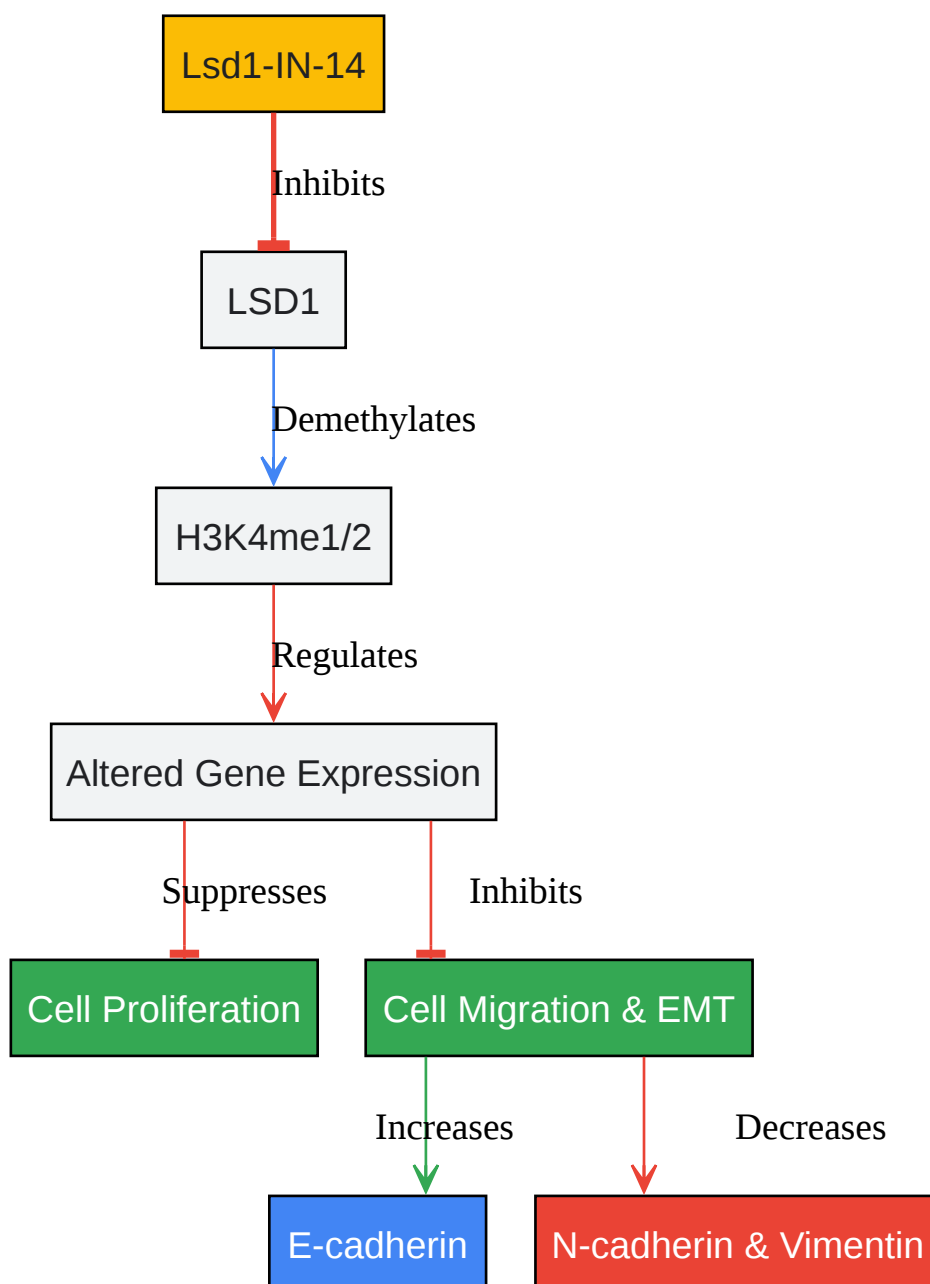 Lsd1-IN-14
Inhibits
LSD1
Demethylates
H3K4me1/2
Regulates
Altered Gene Expression
Suppresses
Inhibits
Cell Proliferation
Cell Migration & EMT
Increases
Decreases
E-cadherin
N-cadherin & Vimentin